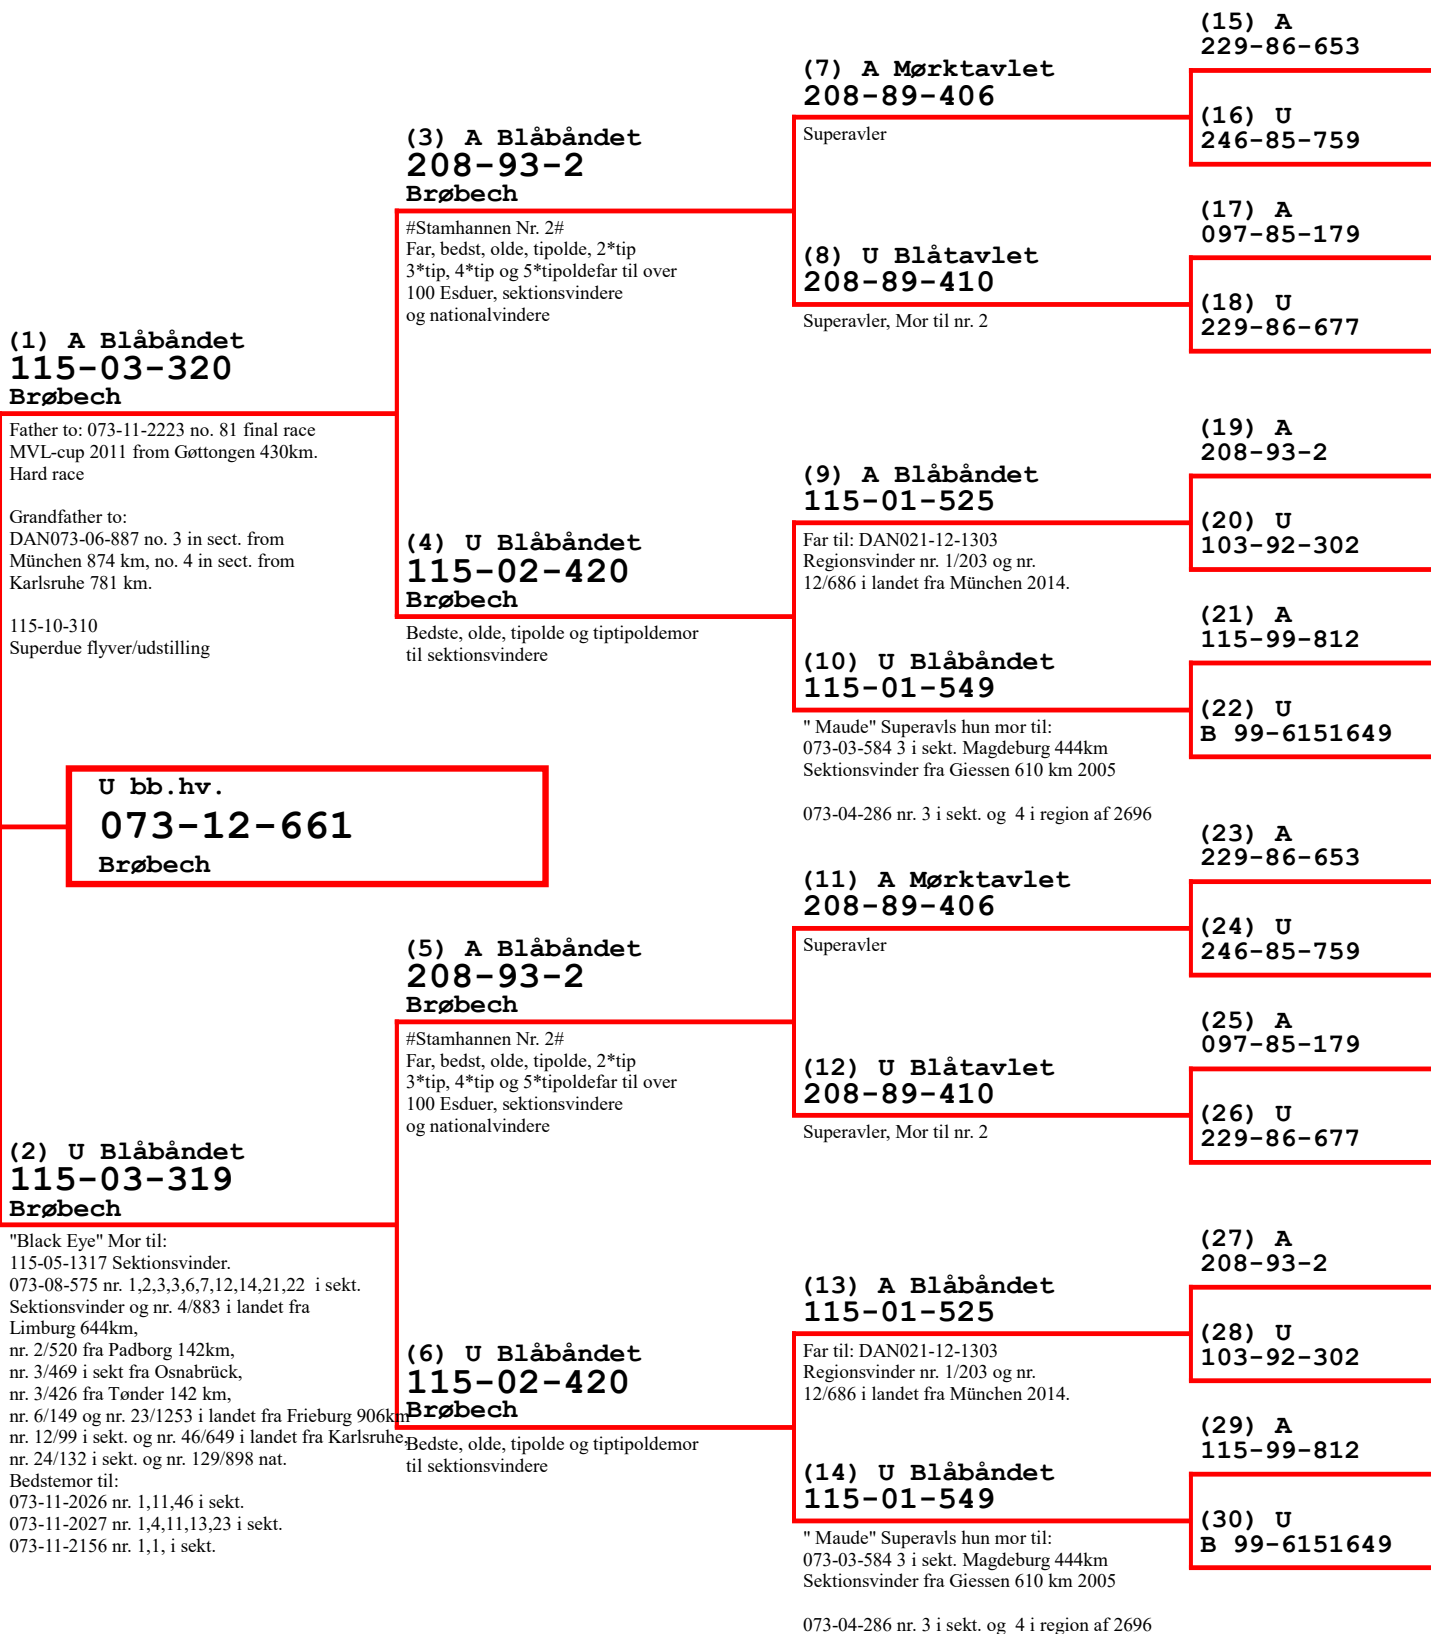 (1) A Blåbåndet
115-03-320
Brøbech
Father to: 073-11-2223 no. 81 final race
MVL-cup 2011 from Gøttongen 430km.
Hard race
Grandfather to:
DAN073-06-887 no. 3 in sect. from
München 874 km, no. 4 in sect. from
Karlsruhe 781 km.
115-10-310
Superdue flyver/udstilling
U bb.hv.
073-12-661
Brøbech
(2) U Blåbåndet
115-03-319
Brøbech
"Black Eye" Mor til:
115-05-1317 Sektionsvinder.
073-08-575 nr. 1,2,3,3,6,7,12,14,21,22  i sekt.
Sektionsvinder og nr. 4/883 i landet fra
Limburg 644km,
nr. 2/520 fra Padborg 142km,
nr. 3/469 i sekt fra Osnabrück,
nr. 3/426 fra Tønder 142 km,
nr. 6/149 og nr. 23/1253 i landet fra Frieburg 906km
nr. 12/99 i sekt. og nr. 46/649 i landet fra Karlsruhe,
nr. 24/132 i sekt. og nr. 129/898 nat.
Bedstemor til:
073-11-2026 nr. 1,11,46 i sekt.
073-11-2027 nr. 1,4,11,13,23 i sekt.
073-11-2156 nr. 1,1, i sekt.
(3) A Blåbåndet
208-93-2
Brøbech
#Stamhannen Nr. 2#
Far, bedst, olde, tipolde, 2*tip
3*tip, 4*tip og 5*tipoldefar til over
100 Esduer, sektionsvindere
og nationalvindere
(4) U Blåbåndet
115-02-420
Brøbech
Bedste, olde, tipolde og tiptipoldemor
til sektionsvindere
(5) A Blåbåndet
208-93-2
Brøbech
#Stamhannen Nr. 2#
Far, bedst, olde, tipolde, 2*tip
3*tip, 4*tip og 5*tipoldefar til over
100 Esduer, sektionsvindere
og nationalvindere
(6) U Blåbåndet
115-02-420
Brøbech
Bedste, olde, tipolde og tiptipoldemor
til sektionsvindere
(7) A Mørktavlet
208-89-406
Superavler
(8) U Blåtavlet
208-89-410
Superavler, Mor til nr. 2
(9) A Blåbåndet
115-01-525
Far til: DAN021-12-1303
Regionsvinder nr. 1/203 og nr.
12/686 i landet fra München 2014.
(10) U Blåbåndet
115-01-549
" Maude" Superavls hun mor til:
073-03-584 3 i sekt. Magdeburg 444km
Sektionsvinder fra Giessen 610 km 2005
073-04-286 nr. 3 i sekt. og  4 i region af 2696
(11) A Mørktavlet
208-89-406
Superavler
(12) U Blåtavlet
208-89-410
Superavler, Mor til nr. 2
(13) A Blåbåndet
115-01-525
Far til: DAN021-12-1303
Regionsvinder nr. 1/203 og nr.
12/686 i landet fra München 2014.
(14) U Blåbåndet
115-01-549
" Maude" Superavls hun mor til:
073-03-584 3 i sekt. Magdeburg 444km
Sektionsvinder fra Giessen 610 km 2005
073-04-286 nr. 3 i sekt. og  4 i region af 2696
(15) A
229-86-653
(16) U
246-85-759
(17) A
097-85-179
(18) U
229-86-677
(19) A
208-93-2
(20) U
103-92-302
(21) A
115-99-812
(22) U
B 99-6151649
(23) A
229-86-653
(24) U
246-85-759
(25) A
097-85-179
(26) U
229-86-677
(27) A
208-93-2
(28) U
103-92-302
(29) A
115-99-812
(30) U
B 99-6151649